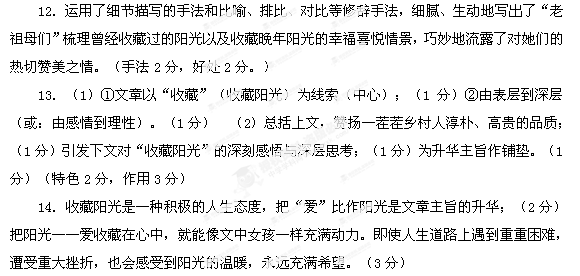 12．运用了细节描写的手法和比喻、排比、对比等修辞手法，细腻、生动地写出了“老
祖母们”梳理曾经收藏过的阳光以及收藏晚年阳光的幸福喜悦情景，巧妙地流露了对她们的
热切赞美之情。（手法 2 分，好处 2 分。）
13．（1）①文章以“收藏”（收藏阳光）为线索（中心）；（1 分）②由表层到深层
（或：由感情到理性）。（1 分） （2）总括上文，赞扬一茬茬乡村人淳朴、高贵的品质；
（1 分）引发下文对“收藏阳光”的深刻感悟与深层思考；（1 分）为升华主旨作铺垫。（1
分）（特色 2 分，作用 3 分）
14．收藏阳光是一种积极的人生态度，把“爱”比作阳光是文章主旨的升华；（2 分）
把阳光——爱收藏在心中，就能像文中女孩一样充满动力。即使人生道路上遇到重重困难，
遭受重大挫折，也会感受到阳光的温暖，永远充满希望。（3 分）